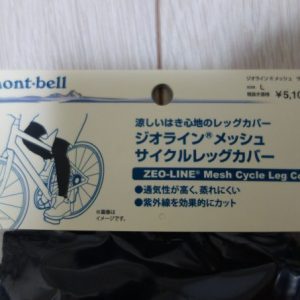 mont-bell
ジオライン®メッシュ
size L
¥5,10
涼しいはき心地のレッグカバー
ジオライン®メッシュ
サイクルレッグカバー
ZEO-LINE® Mesh Cycle Leg Ca
●通気性が高く、蒸れにくい
●紫外線を効果的にカット
※画像はイメージです。